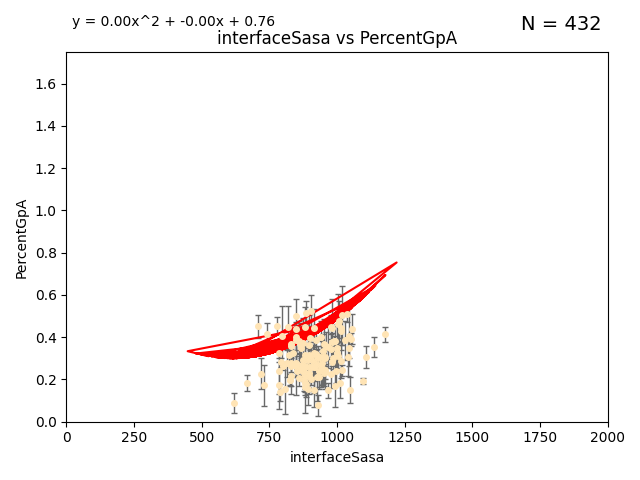 y = 0.00x^2 + -0.00x + 0.76
N = 432
interfaceSasa vs PercentGpA
PercentGpA
1.6
1.4
1.2
1.0
0.8
0.6
0.4
0.2
0.0
0 250 500 750 1000 1250 1500 1750 2000
interfaceSasa